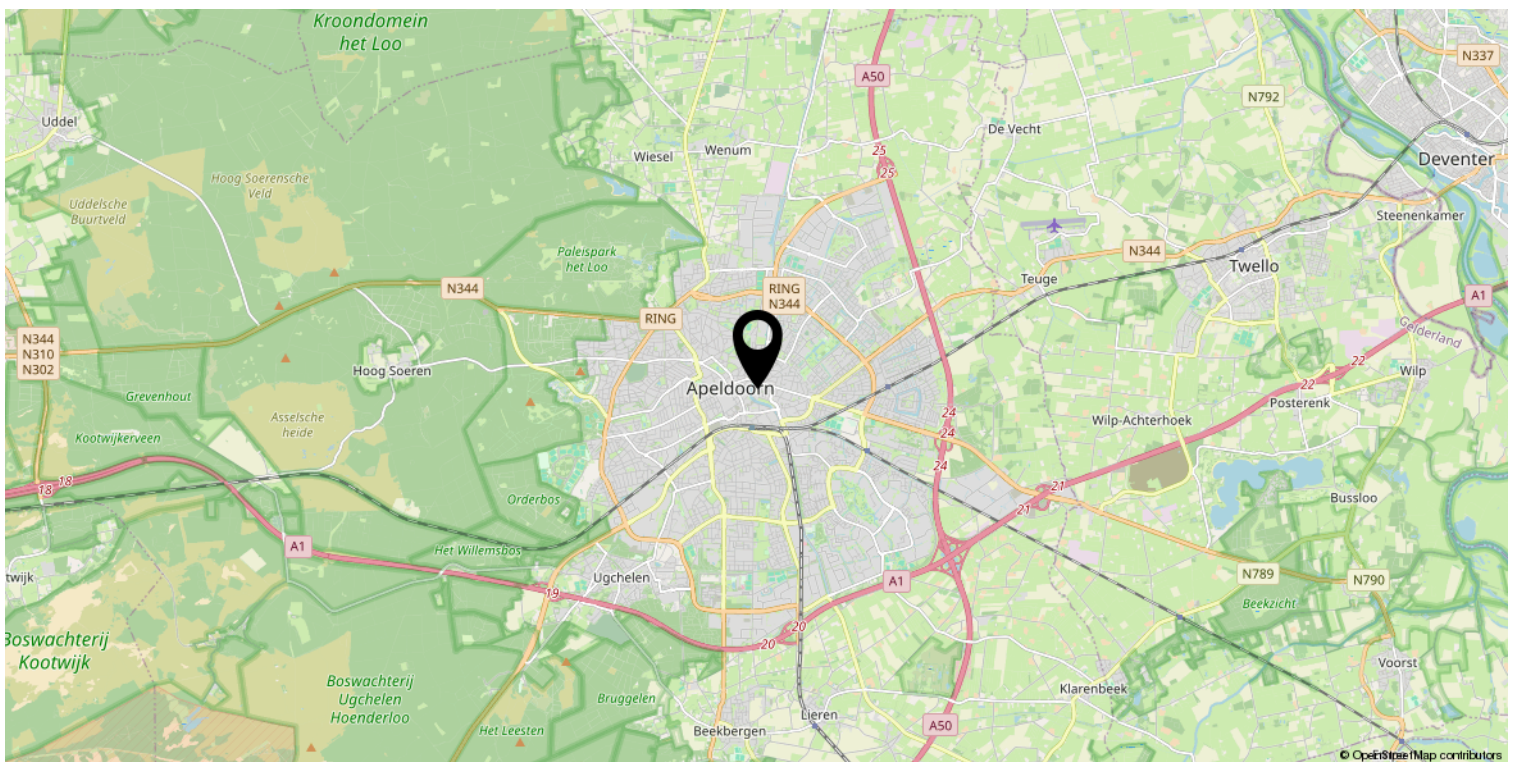 Kroondomein
het Loo
N337
A50
N792
Uddel
De Vecht
25
Wenum
Wiesel
Deventer
25
Hoog Soerensche
Veld
Uddelsche
Buurtveld
Steenenkamer
Paleispark
het Loo
N344
Twello
Teuge
N344
RING
N344
A1
RING
Gelderland
N344
N310
N302
22
Hoog Soeren
Wilp
22
Apeldoorn
Grevenhout
Posterenk
24
Asselsche
heide
Wilp-Achterhoek
24
Kootwijkerveen
24
18
18
21
Orderbos
Bussloo
21
A1
Het Willemsbos
twijk
Ugchelen
A1
N789
N790
19
Beekzicht
20
Boswachterij
Kootwijk
20
Voorst
Boswachterij
Ugchelen
Hoenderloo
Klarenbeek
Bruggelen
Lieren
A50
Het Leesten
Beekbergen
© OpenStreetMap contributors